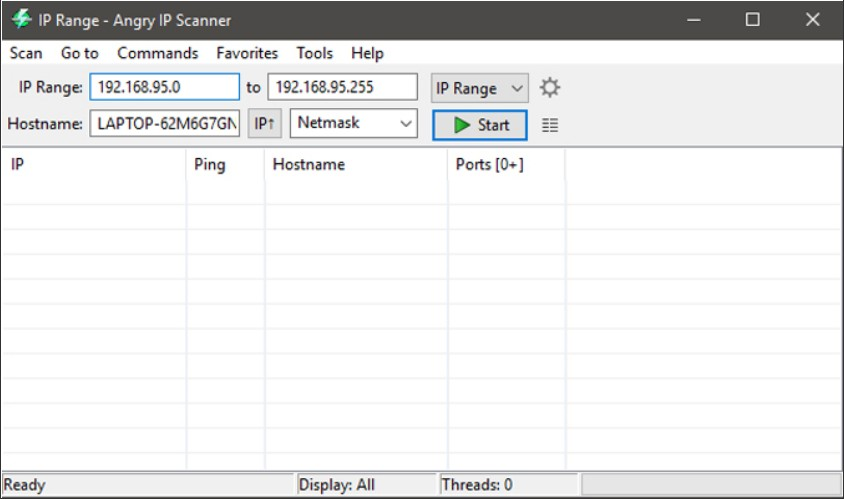 IP Range - Angry IP Scanner
Scan Go to Commands Favorites Tools Help
IP Range: 192.168.95.0 to 192.168.95.255 IP Range
Hostname: LAPTOP-62M6G7GN IP↑ Netmask Start
IP Ping Hostname Ports [0+]
Ready Display: All Threads: 0